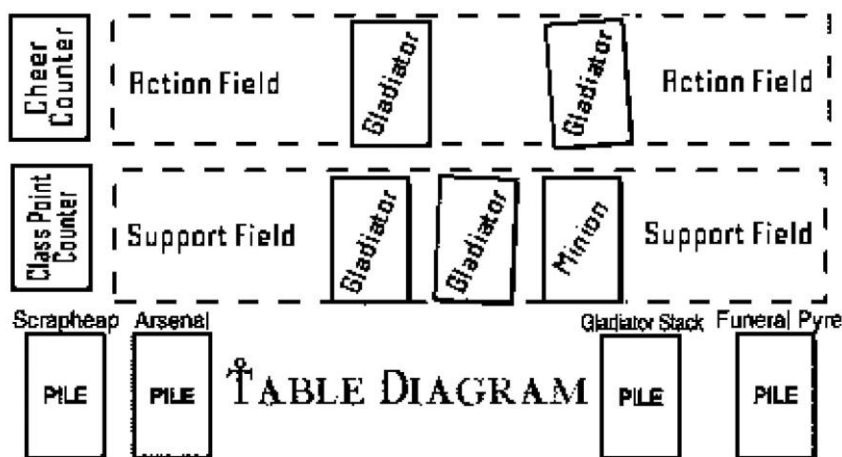 Cheer
Counter
Action Field
Gladiator
Gladiator
Action Field
Class Point
Counter
Support Field
Gladiator
Gladiator
Minion
Support Field
Scrapheap
Arsenal
Gladiator Stack
Funeral Pyre
PILE
PILE
TABLE DIAGRAM
PILE
PILE